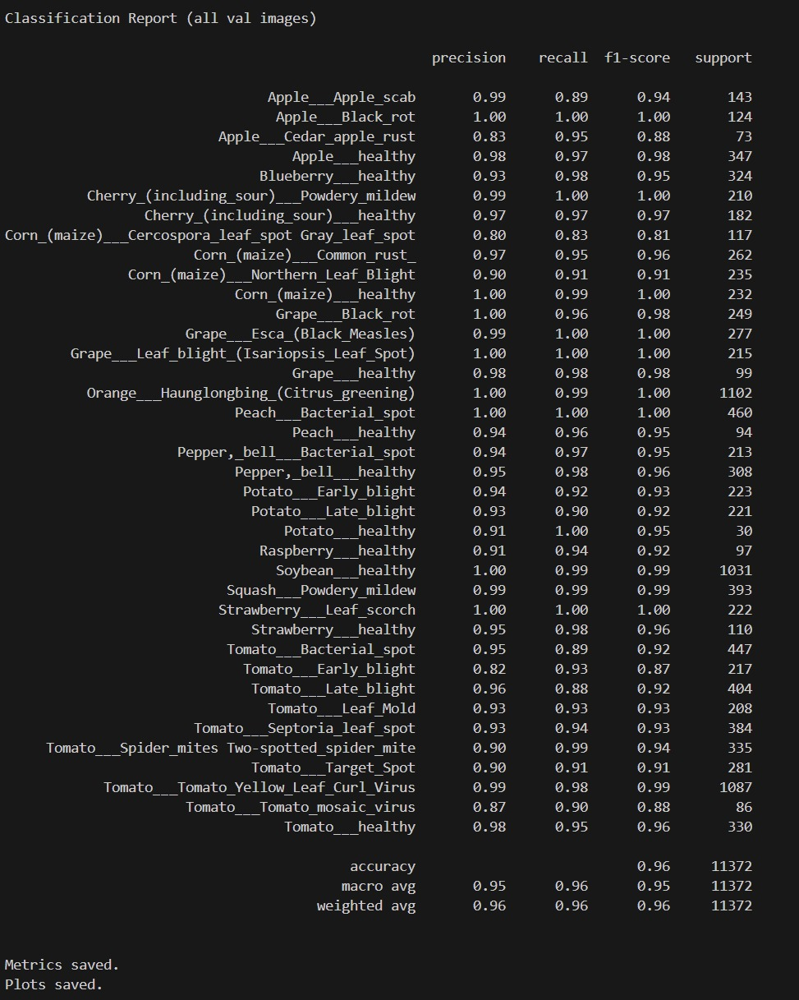 Classification Report (all val images)
precision recall f1-score support
Apple___Apple_scab 0.99 0.89 0.94 143
Apple___Black_rot 1.00 1.00 1.00 124
Apple___Cedar_apple_rust 0.83 0.95 0.88 73
Apple___healthy 0.98 0.97 0.98 347
Blueberry___healthy 0.93 0.98 0.95 324
Cherry_(including_sour)___Powdery_mildew 0.99 1.00 1.00 210
Cherry_(including_sour)___healthy 0.97 0.97 0.97 182
Corn_(maize)___Cercospora_leaf_spot Gray_leaf_spot 0.80 0.83 0.81 117
Corn_(maize)___Common_rust_ 0.97 0.95 0.96 262
Corn_(maize)___Northern_Leaf_Blight 0.90 0.91 0.91 235
Corn_(maize)___healthy 1.00 0.99 1.00 232
Grape___Black_rot 1.00 0.96 0.98 249
Grape___Esca_(Black_Measles) 0.99 1.00 1.00 277
Grape___Leaf_blight_(Isariopsis_Leaf_Spot) 1.00 1.00 1.00 215
Grape___healthy 0.98 0.98 0.98 99
Orange___Haunglongbing_(Citrus_greening) 1.00 0.99 1.00 1102
Peach___Bacterial_spot 1.00 1.00 1.00 460
Peach___healthy 0.94 0.96 0.95 94
Pepper,_bell___Bacterial_spot 0.94 0.97 0.95 213
Pepper,_bell___healthy 0.95 0.98 0.96 308
Potato___Early_blight 0.94 0.92 0.93 223
Potato___Late_blight 0.93 0.90 0.92 221
Potato___healthy 0.91 1.00 0.95 30
Raspberry___healthy 0.91 0.94 0.92 97
Soybean___healthy 1.00 0.99 0.99 1031
Squash___Powdery_mildew 0.99 0.99 0.99 393
Strawberry___Leaf_scorch 1.00 1.00 1.00 222
Strawberry___healthy 0.95 0.98 0.96 110
Tomato___Bacterial_spot 0.95 0.89 0.92 447
Tomato___Early_blight 0.82 0.93 0.87 217
Tomato___Late_blight 0.96 0.88 0.92 404
Tomato___Leaf_Mold 0.93 0.93 0.93 208
Tomato___Septoria_leaf_spot 0.93 0.94 0.93 384
Tomato___Spider_mites Two-spotted_spider_mite 0.90 0.99 0.94 335
Tomato___Target_Spot 0.90 0.91 0.91 281
Tomato___Tomato_Yellow_Leaf_Curl_Virus 0.99 0.98 0.99 1087
Tomato___Tomato_mosaic_virus 0.87 0.90 0.88 86
Tomato___healthy 0.98 0.95 0.96 330
accuracy 0.96 11372
macro avg 0.95 0.96 0.95 11372
weighted avg 0.96 0.96 0.96 11372
Metrics saved.
Plots saved.